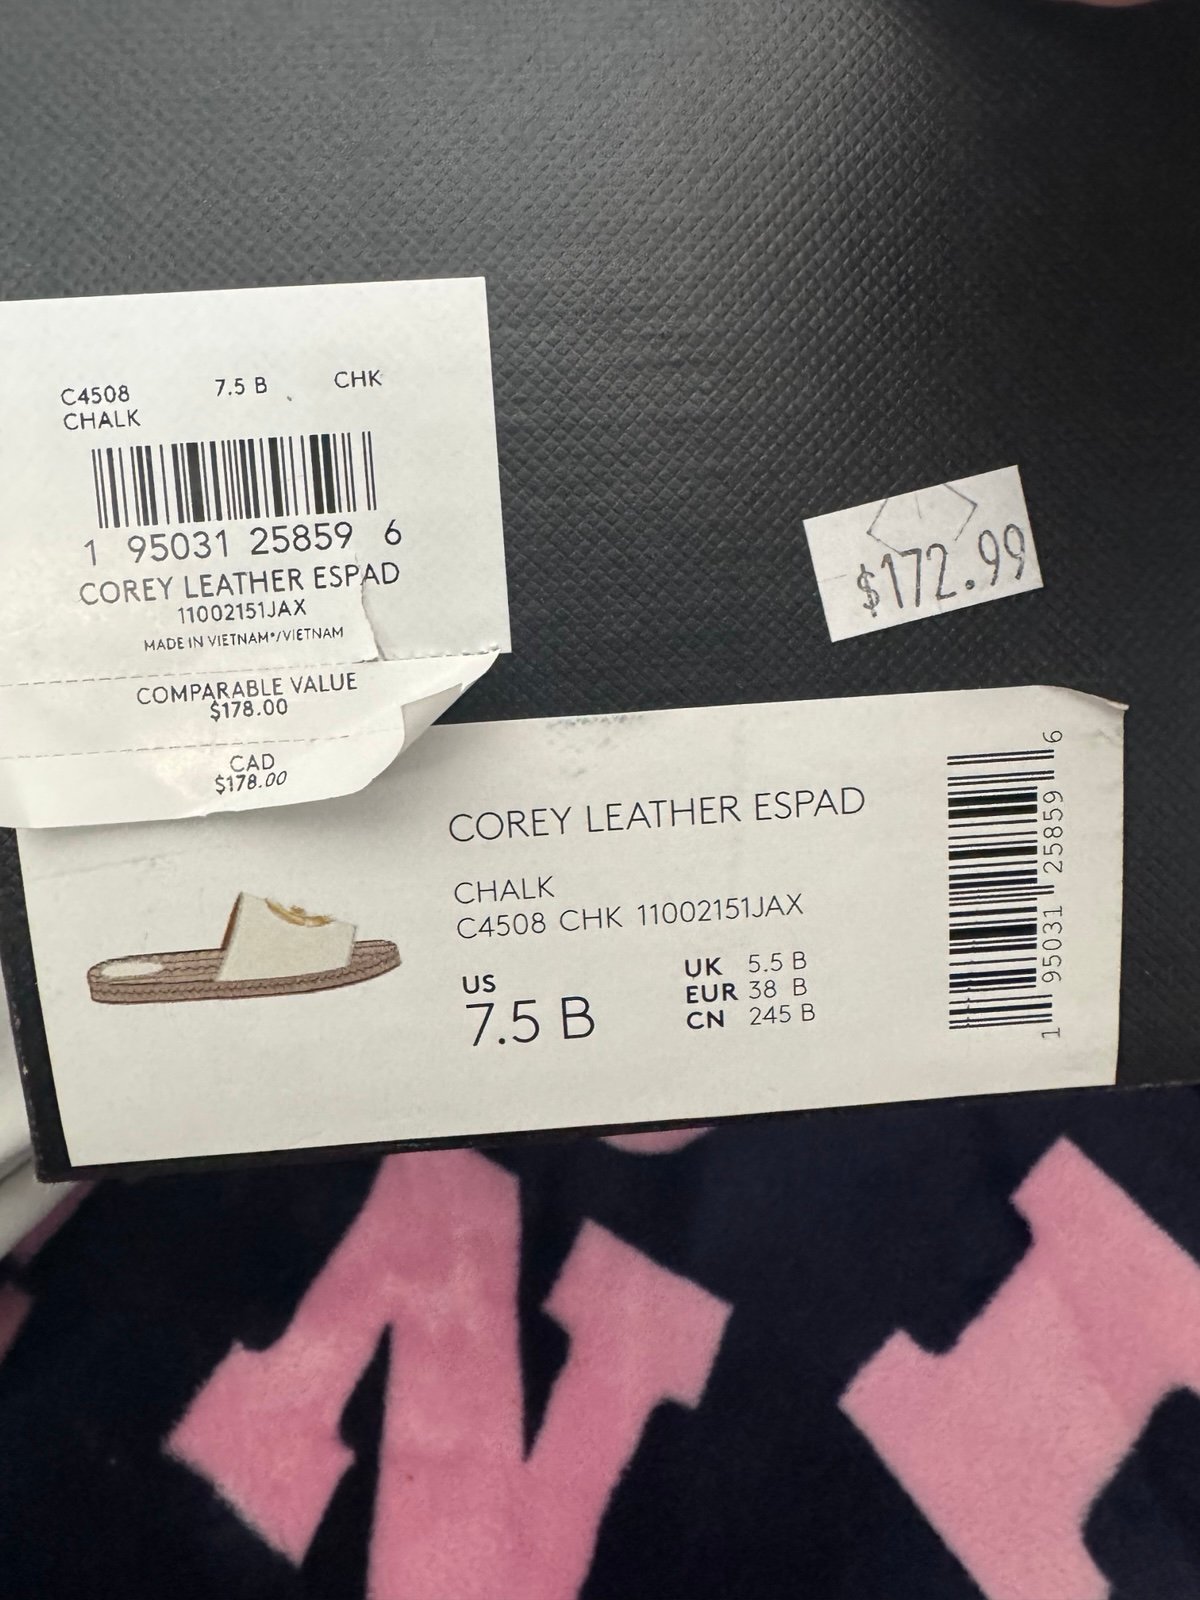 C4508 7.5 B CHK
CHALK
1 95031 25859 6
COREY LEATHER ESPAD
11002151JAX
MADE IN VIETNAM*/VIETNAM
COMPARABLE VALUE
$178.00
CAD
$178.00
$172.99
COREY LEATHER ESPAD
CHALK
C4508 CHK 11002151JAX
US
7.5 B
UK 5.5 B
EUR 38 B
CN 245 B
1 95031 25859 6
N